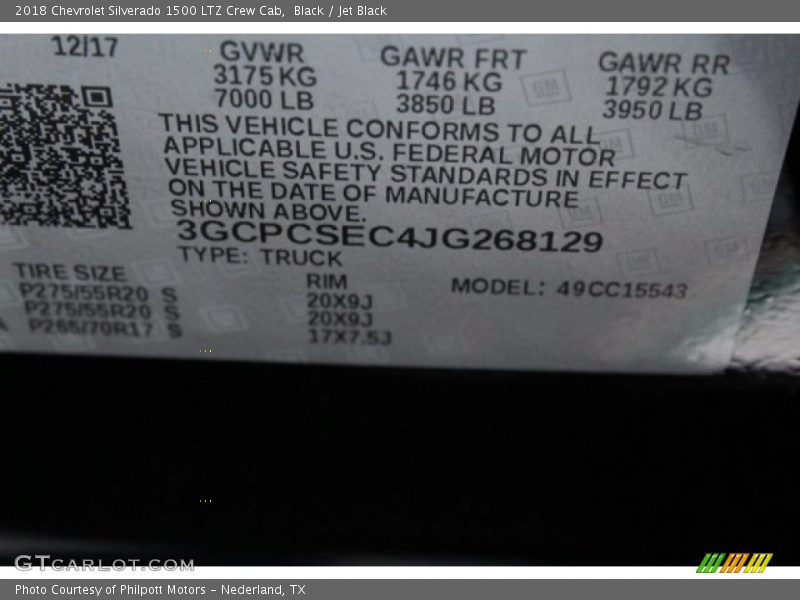 2018 Chevrolet Silverado 1500 LTZ Crew Cab, Black / Jet Black
12/17
GVWR
3175 KG
7000 LB
GAWR FRT
1746 KG
3850 LB
GAWR RR
1792 KG
3950 LB
THIS VEHICLE CONFORMS TO ALL
APPLICABLE U.S. FEDERAL MOTOR
VEHICLE SAFETY STANDARDS IN EFFECT
ON THE DATE OF MANUFACTURE
SHOWN ABOVE.
3GCPCSEC4JG268129
TYPE: TRUCK
MODEL: 49CC15543
TIRE SIZE
P275/55R20 S
P275/55R20 S
P265/70R17 S
RIM
20X9J
20X9J
17X7.5J
GTCARLOT.COM
Photo Courtesy of Philpott Motors - Nederland, TX